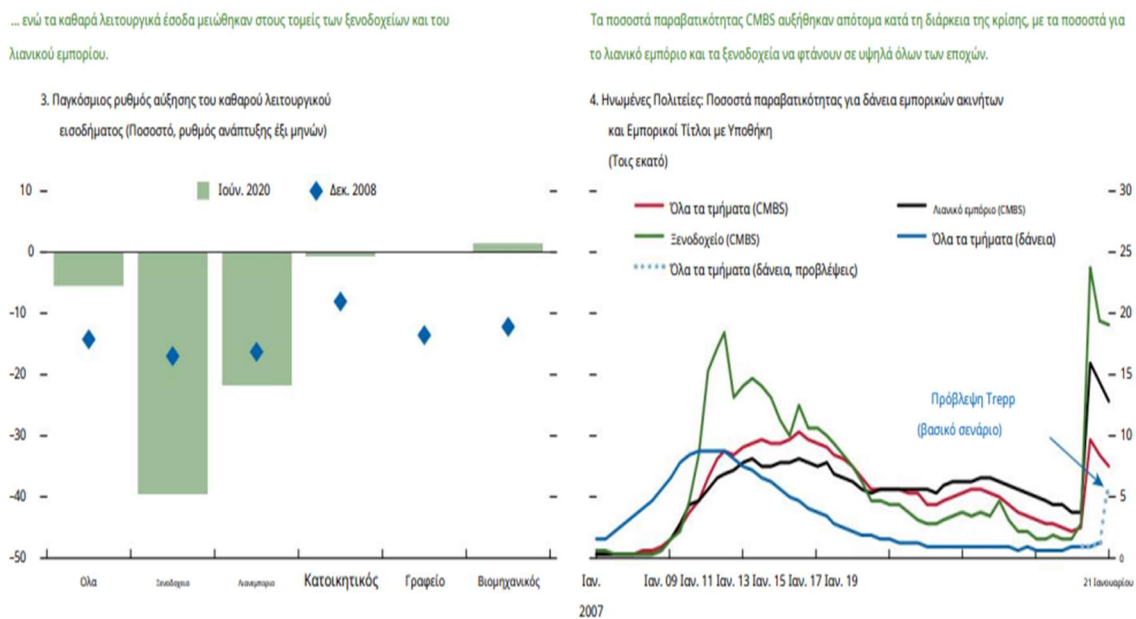 ... ενώ τα καθαρά λειτουργικά έσοδα μειώθηκαν στους τομείς των ξενοδοχείων και του
λιανικού εμπορίου.
3. Παγκόσμιος ρυθμός αύξησης του καθαρού λειτουργικού
εισοδήματος (Ποσοστό, ρυθμός ανάπτυξης έξι μηνών)
Ιούν. 2020
Δεκ. 2008
10
0
–10
–20
–30
–40
–50
Ολα
Ξενοδοχειο
Λιανεμποριο
Κατοικητικός
Γραφείο
Βιομηχανικός
Τα ποσοστά παραβατικότητας CMBS αυξήθηκαν απότομα κατά τη διάρκεια της κρίσης, με τα ποσοστά για
το λιανικό εμπόριο και τα ξενοδοχεία να φτάνουν σε υψηλά όλων των εποχών.
4. Ηνωμένες Πολιτείες: Ποσοστά παραβατικότητας για δάνεια εμπορικών ακινήτων
και Εμπορικοί Τίτλοι με Υποθήκη
(Τοις εκατό)
Όλα τα τμήματα (CMBS)
Λιανικό εμπόριο (CMBS)
Ξενοδοχείο (CMBS)
Όλα τα τμήματα (δάνεια)
Όλα τα τμήματα (δάνεια, προβλέψεις)
30
25
20
15
10
5
0
Πρόβλεψη Trepp
(βασικό σενάριο)
Ιαν. Ιαν. 09 Ιαν. 11 Ιαν. 13 Ιαν. 15 Ιαν. 17 Ιαν. 19 21 Ιανουαρίου
2007